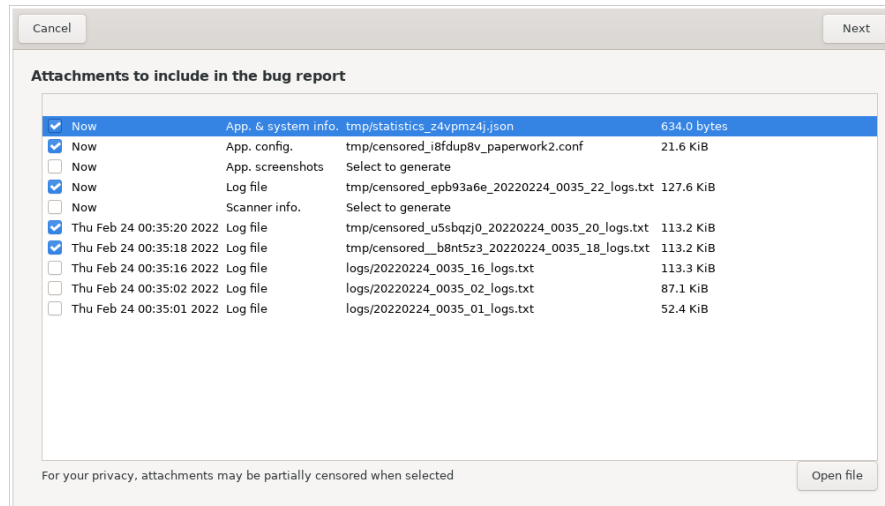 Cancel Next
Attachments to include in the bug report
Now App. & system info. tmp/statistics_z4vpmz4j.json 634.0 bytes
Now App. config. tmp/censored_i8fdup8v_paperwork2.conf 21.6 KiB
Now App. screenshots Select to generate
Now Log file tmp/censored_epb93a6e_20220224_0035_22_logs.txt 127.6 KiB
Now Scanner info. Select to generate
Thu Feb 24 00:35:20 2022 Log file tmp/censored_u5sbqzj0_20220224_0035_20_logs.txt 113.2 KiB
Thu Feb 24 00:35:18 2022 Log file tmp/censored__b8nt5z3_20220224_0035_18_logs.txt 113.2 KiB
Thu Feb 24 00:35:16 2022 Log file logs/20220224_0035_16_logs.txt 113.3 KiB
Thu Feb 24 00:35:02 2022 Log file logs/20220224_0035_02_logs.txt 87.1 KiB
Thu Feb 24 00:35:01 2022 Log file logs/20220224_0035_01_logs.txt 52.4 KiB
For your privacy, attachments may be partially censored when selected Open file